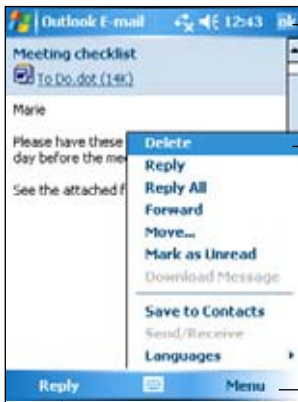 Outlook E-mail 12:43 ok
Meeting checklist
To Do.dot (14K)
Marie
Please have these
day before the mee
See the attached f
Delete
Reply
Reply All
Forward
Move...
Mark as Unread
Download Message
Save to Contacts
Send/Receive
Languages
Reply Menu